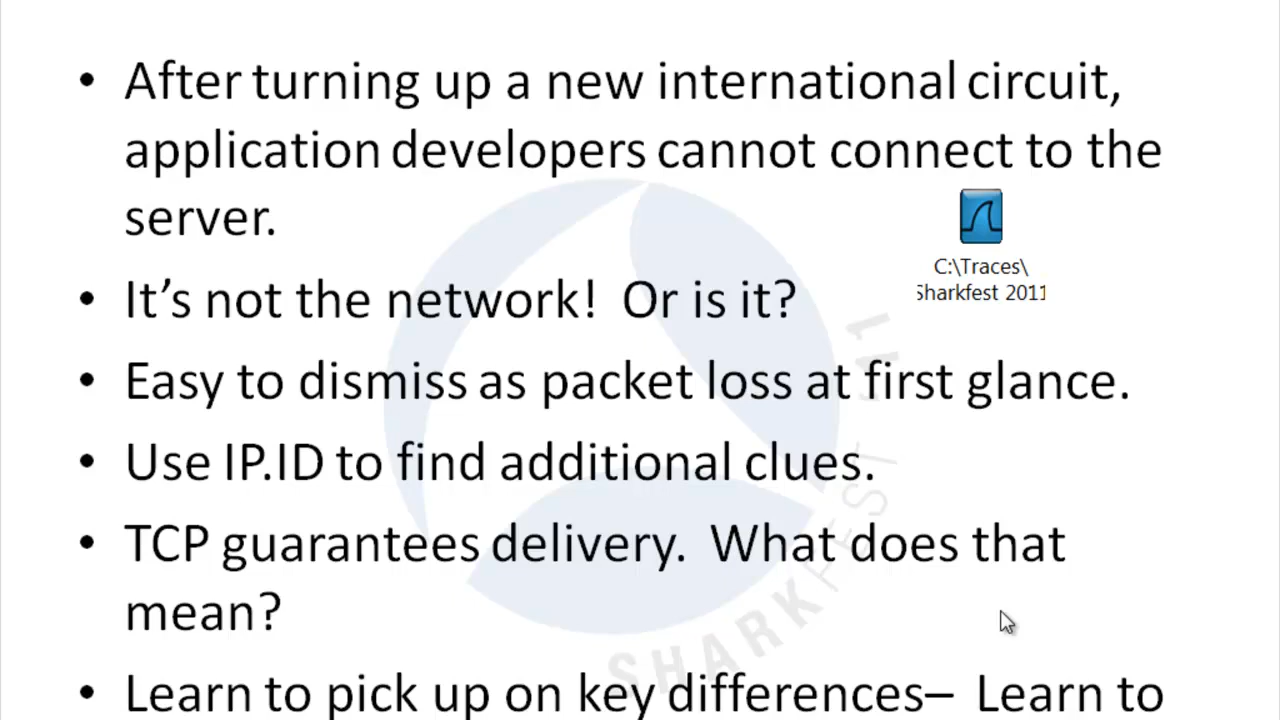 • After turning up a new international circuit,
application developers cannot connect to the
server.
C:\Traces\
Sharkfest 2011
• It's not the network!  Or is it?
• Easy to dismiss as packet loss at first glance.
• Use IP.ID to find additional clues.
• TCP guarantees delivery.  What does that
mean?
• Learn to pick up on key differences–  Learn to
SHARKFEST '11